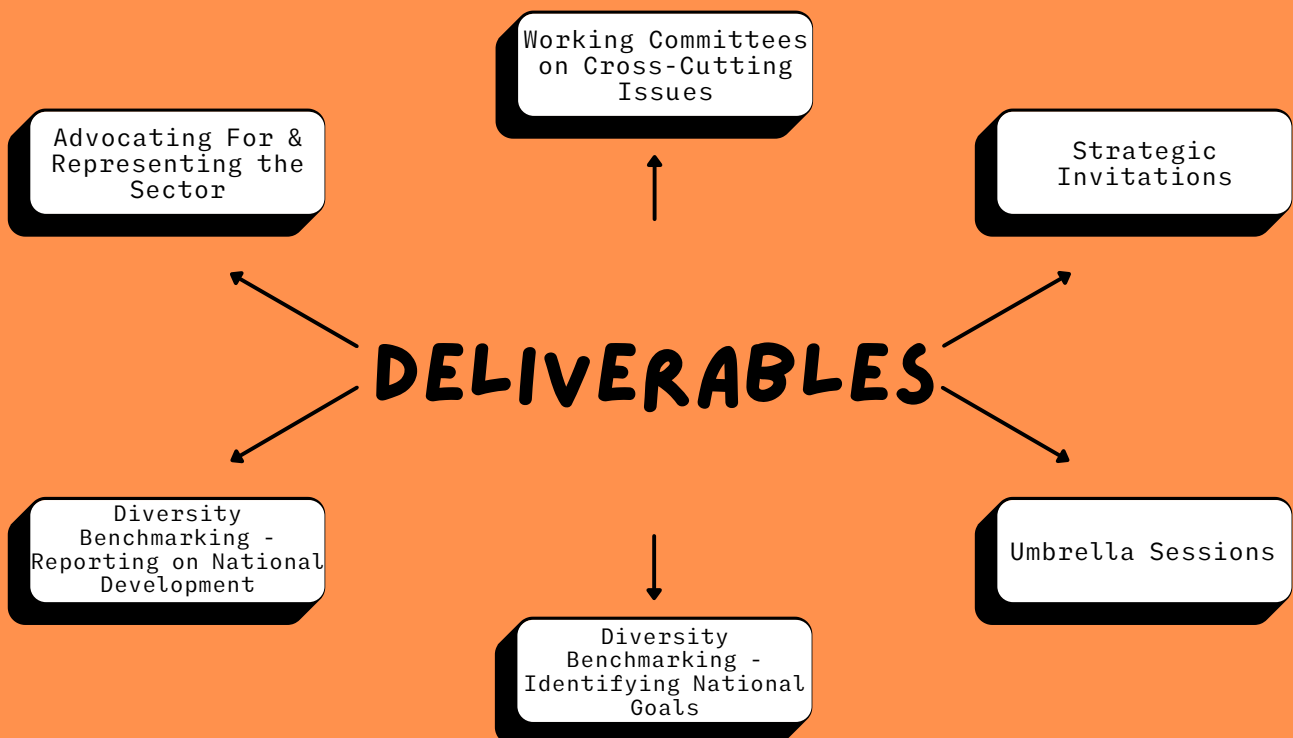 Working Committees
on Cross-Cutting
Issues
Advocating For &
Representing the
Sector
Strategic
Invitations
DELIVERABLES
Diversity
Benchmarking -
Reporting on National
Development
Umbrella Sessions
Diversity
Benchmarking -
Identifying National
Goals